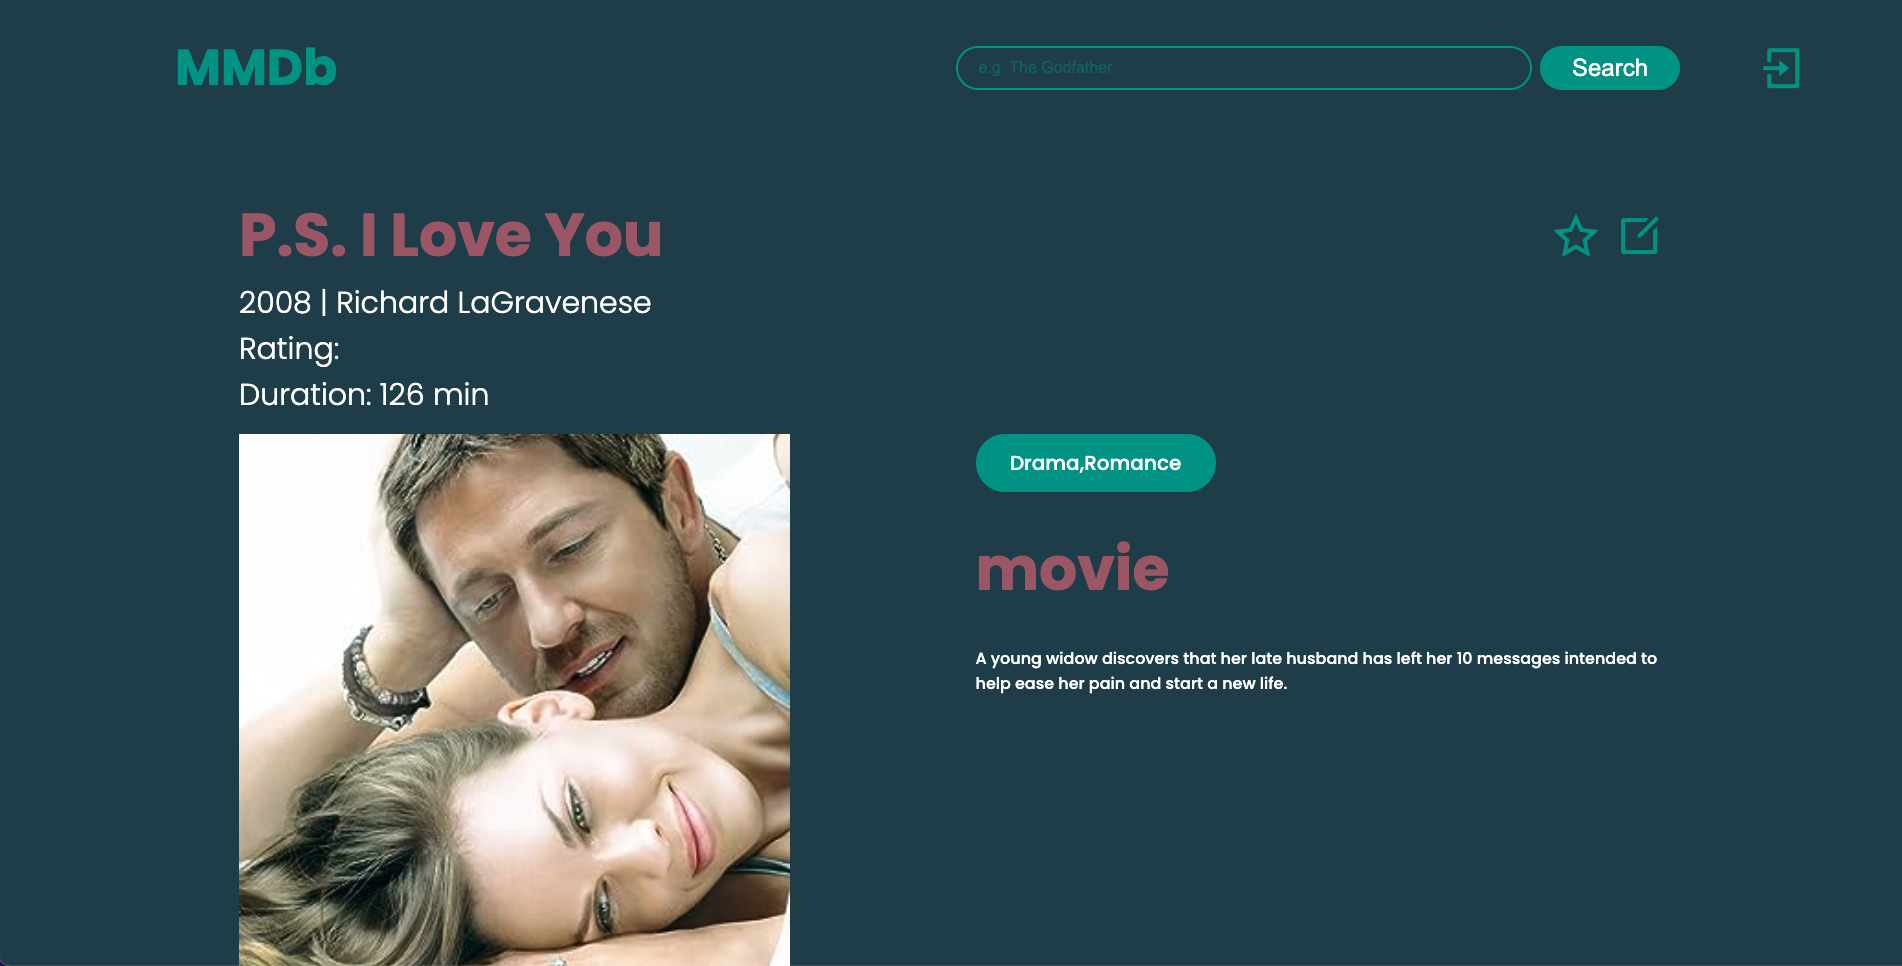 MMDb
e.g. The Godfather
Search
P.S. I Love You
2008 | Richard LaGravenese
Rating:
Duration: 126 min
Drama,Romance
movie
A young widow discovers that her late husband has left her 10 messages intended to
help ease her pain and start a new life.